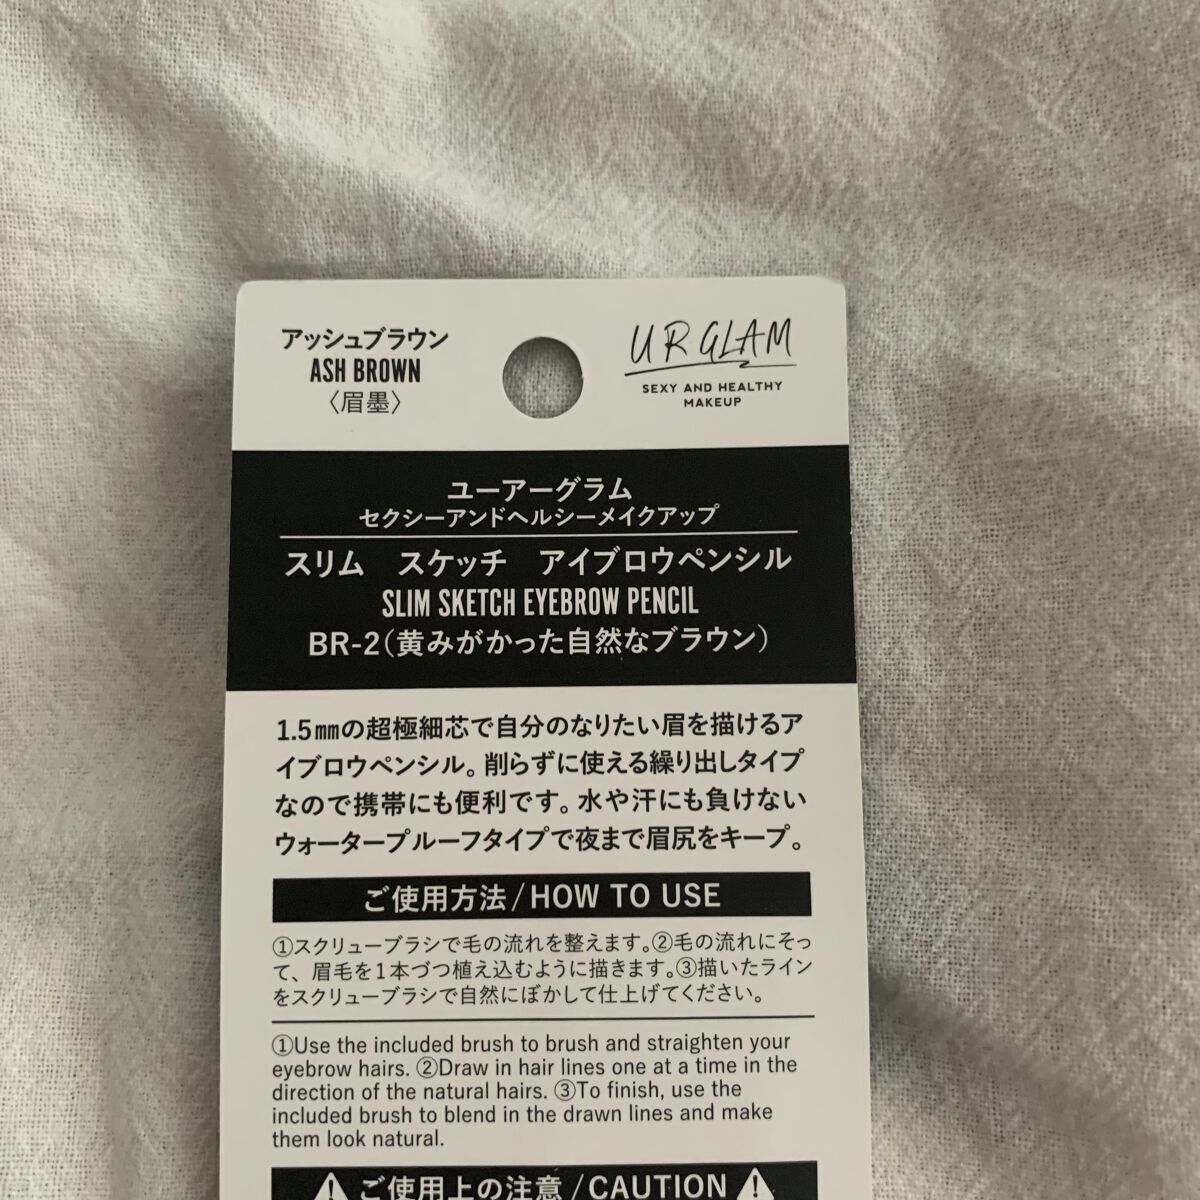 アッシュブラウン
ASH BROWN
〈眉墨〉
UR GLAM
SEXY AND HEALTHY
MAKEUP
ユーアーグラム
セクシーアンドヘルシーメイクアップ
スリム　スケッチ　アイブロウペンシル
SLIM SKETCH EYEBROW PENCIL
BR-2(黄みがかった自然なブラウン)
1.5㎜の超極細芯で自分のなりたい眉を描けるア
イブロウペンシル。削らずに使える繰り出しタイプ
なので携帯にも便利です。水や汗にも負けない
ウォータープルーフタイプで夜まで眉尻をキープ。
ご使用方法/HOW TO USE
①スクリューブラシで毛の流れを整えます。②毛の流れにそっ
て、眉毛を1本づつ植え込むように描きます。③描いたライン
をスクリューブラシで自然にぼかして仕上げてください。
①Use the included brush to brush and straighten your
eyebrow hairs. ②Draw in hair lines one at a time in the
direction of the natural hairs. ③To finish, use the
included brush to blend in the drawn lines and make
them look natural.
ご使用上の注意/CAUTION